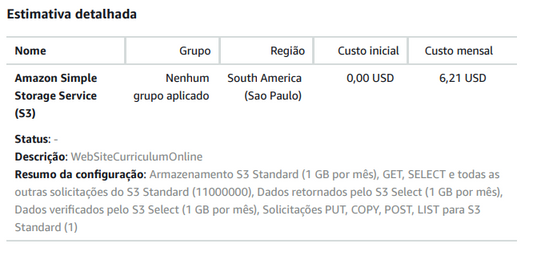 Estimativa detalhada
Nome Grupo Região Custo inicial Custo mensal
Amazon Simple Storage Service (S3) Nenhum grupo aplicado South America (Sao Paulo) 0,00 USD 6,21 USD
Status: -
Descrição: WebSiteCurriculumOnline
Resumo da configuração: Armazenamento S3 Standard (1 GB por mês), GET, SELECT e todas as
outras solicitações do S3 Standard (11000000), Dados retornados pelo S3 Select (1 GB por mês),
Dados verificados pelo S3 Select (1 GB por mês), Solicitações PUT, COPY, POST, LIST para S3
Standard (1)